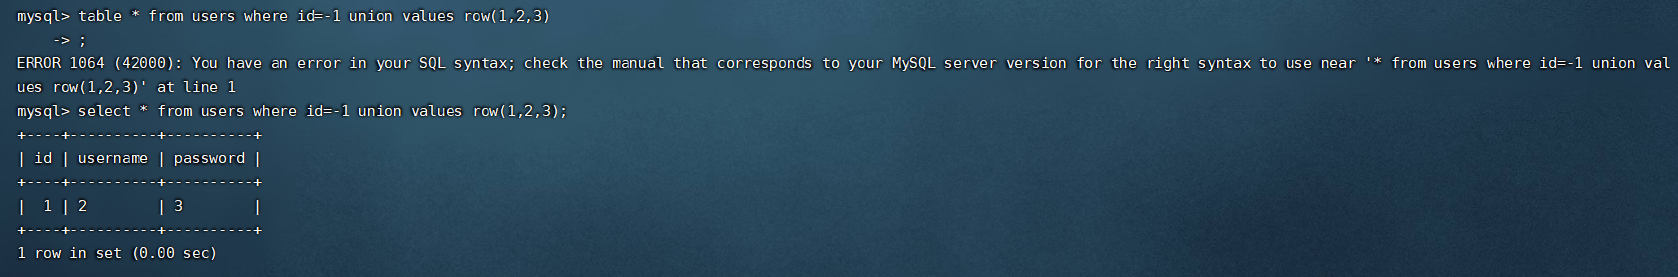 mysql> table * from users where id=-1 union values row(1,2,3)
    -> ;
ERROR 1064 (42000): You have an error in your SQL syntax; check the manual that corresponds to your MySQL server version for the right syntax to use near '* from users where id=-1 union val
ues row(1,2,3)' at line 1
mysql> select * from users where id=-1 union values row(1,2,3);
+----+----------+----------+
| id | username | password |
+----+----------+----------+
|  1 | 2        | 3        |
+----+----------+----------+
1 row in set (0.00 sec)